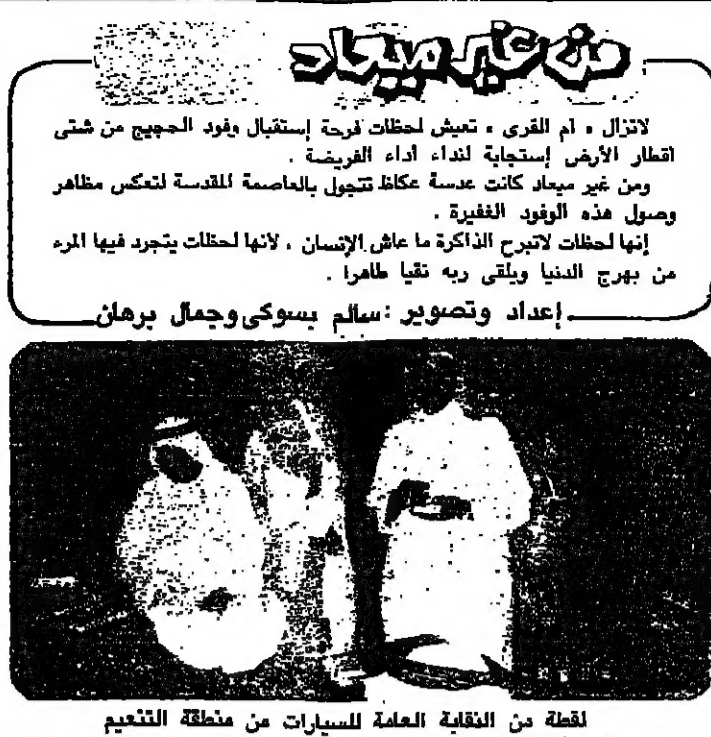 من غير ميعاد
لاتزال « ام القرى » تعيش لحظات فرحة إستقبال وفود الحجيج من شتى
اقطار الأرض إستجابة لنداء أداء الفريضة .
ومن غير ميعاد كانت عدسة عكاظ تتجول بالعاصمة المقدسة لتعكس مظاهر
وصول هذه الوفود الغفيرة .
إنها لحظات لاتبرح الذاكرة ما عاش الإنسان ، لانها لحظات يتجرد فيها المرء
من بهرج الدنيا ويلقى ربه نقيا طاهرا .
إعداد وتصوير : سالم بسوكي وجمال برهان
لقطة من النقابة العامة للسيارات من منطقة التنعيم